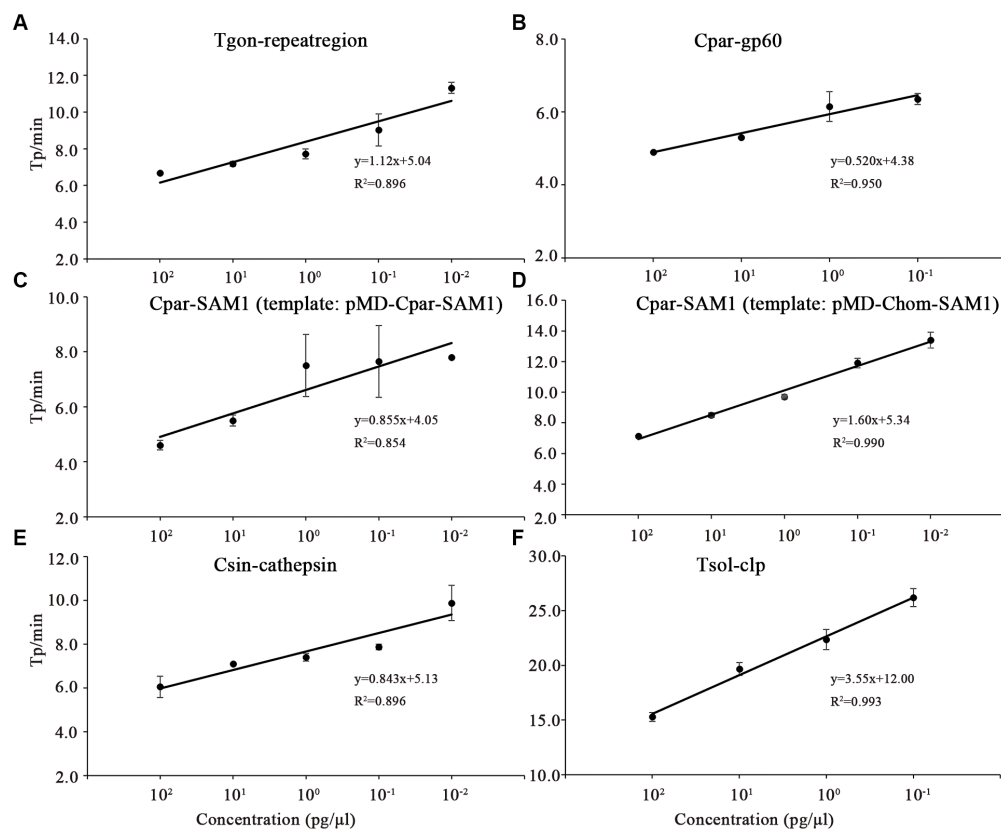 A
Tgon-repeatregion
14.0
12.0
10.0
8.0
6.0
4.0
2.0
Tp/min
y=1.12x+5.04
R²=0.896
10² 10¹ 10⁰ 10⁻¹ 10⁻²
B
Cpar-gp60
8.0
6.0
4.0
2.0
y=0.520x+4.38
R²=0.950
10² 10¹ 10⁰ 10⁻¹
C
Cpar-SAM1 (template: pMD-Cpar-SAM1)
10.0
8.0
6.0
4.0
2.0
y=0.855x+4.05
R²=0.854
10² 10¹ 10⁰ 10⁻¹ 10⁻²
D
Cpar-SAM1 (template: pMD-Chom-SAM1)
16.0
14.0
12.0
10.0
8.0
6.0
4.0
2.0
y=1.60x+5.34
R²=0.990
10² 10¹ 10⁰ 10⁻¹ 10⁻²
E
Csin-cathepsin
12.0
10.0
8.0
6.0
4.0
2.0
Tp/min
y=0.843x+5.13
R²=0.896
10² 10¹ 10⁰ 10⁻¹ 10⁻²
Concentration (pg/μl)
F
Tsol-clp
30.0
25.0
20.0
15.0
10.0
y=3.55x+12.00
R²=0.993
10² 10¹ 10⁰ 10⁻¹
Concentration (pg/μl)